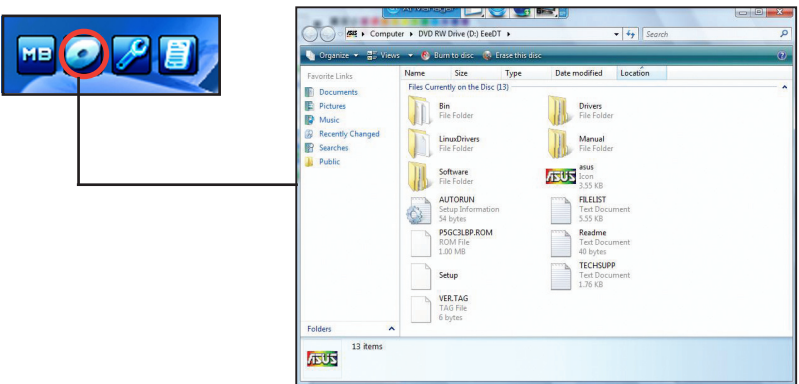 MB
AI Manager
Computer ▸ DVD RW Drive (D:) EeeDT ▸
Search
Organize Views Burn to disc Erase this disc
Favorite Links
Documents
Pictures
Music
Recently Changed
Searches
Public
Folders
Name Size Type Date modified Location
Files Currently on the Disc (13)
Bin
File Folder
Drivers
File Folder
LinuxDrivers
File Folder
Manual
File Folder
Software
File Folder
ASUS
asus
Icon
3.55 KB
AUTORUN
Setup Information
54 bytes
FILELIST
Text Document
5.55 KB
P5GC3LBP.ROM
ROM File
1.00 MB
Readme
Text Document
40 bytes
Setup
TECHSUPP
Text Document
1.76 KB
VER.TAG
TAG File
6 bytes
ASUS
13 items